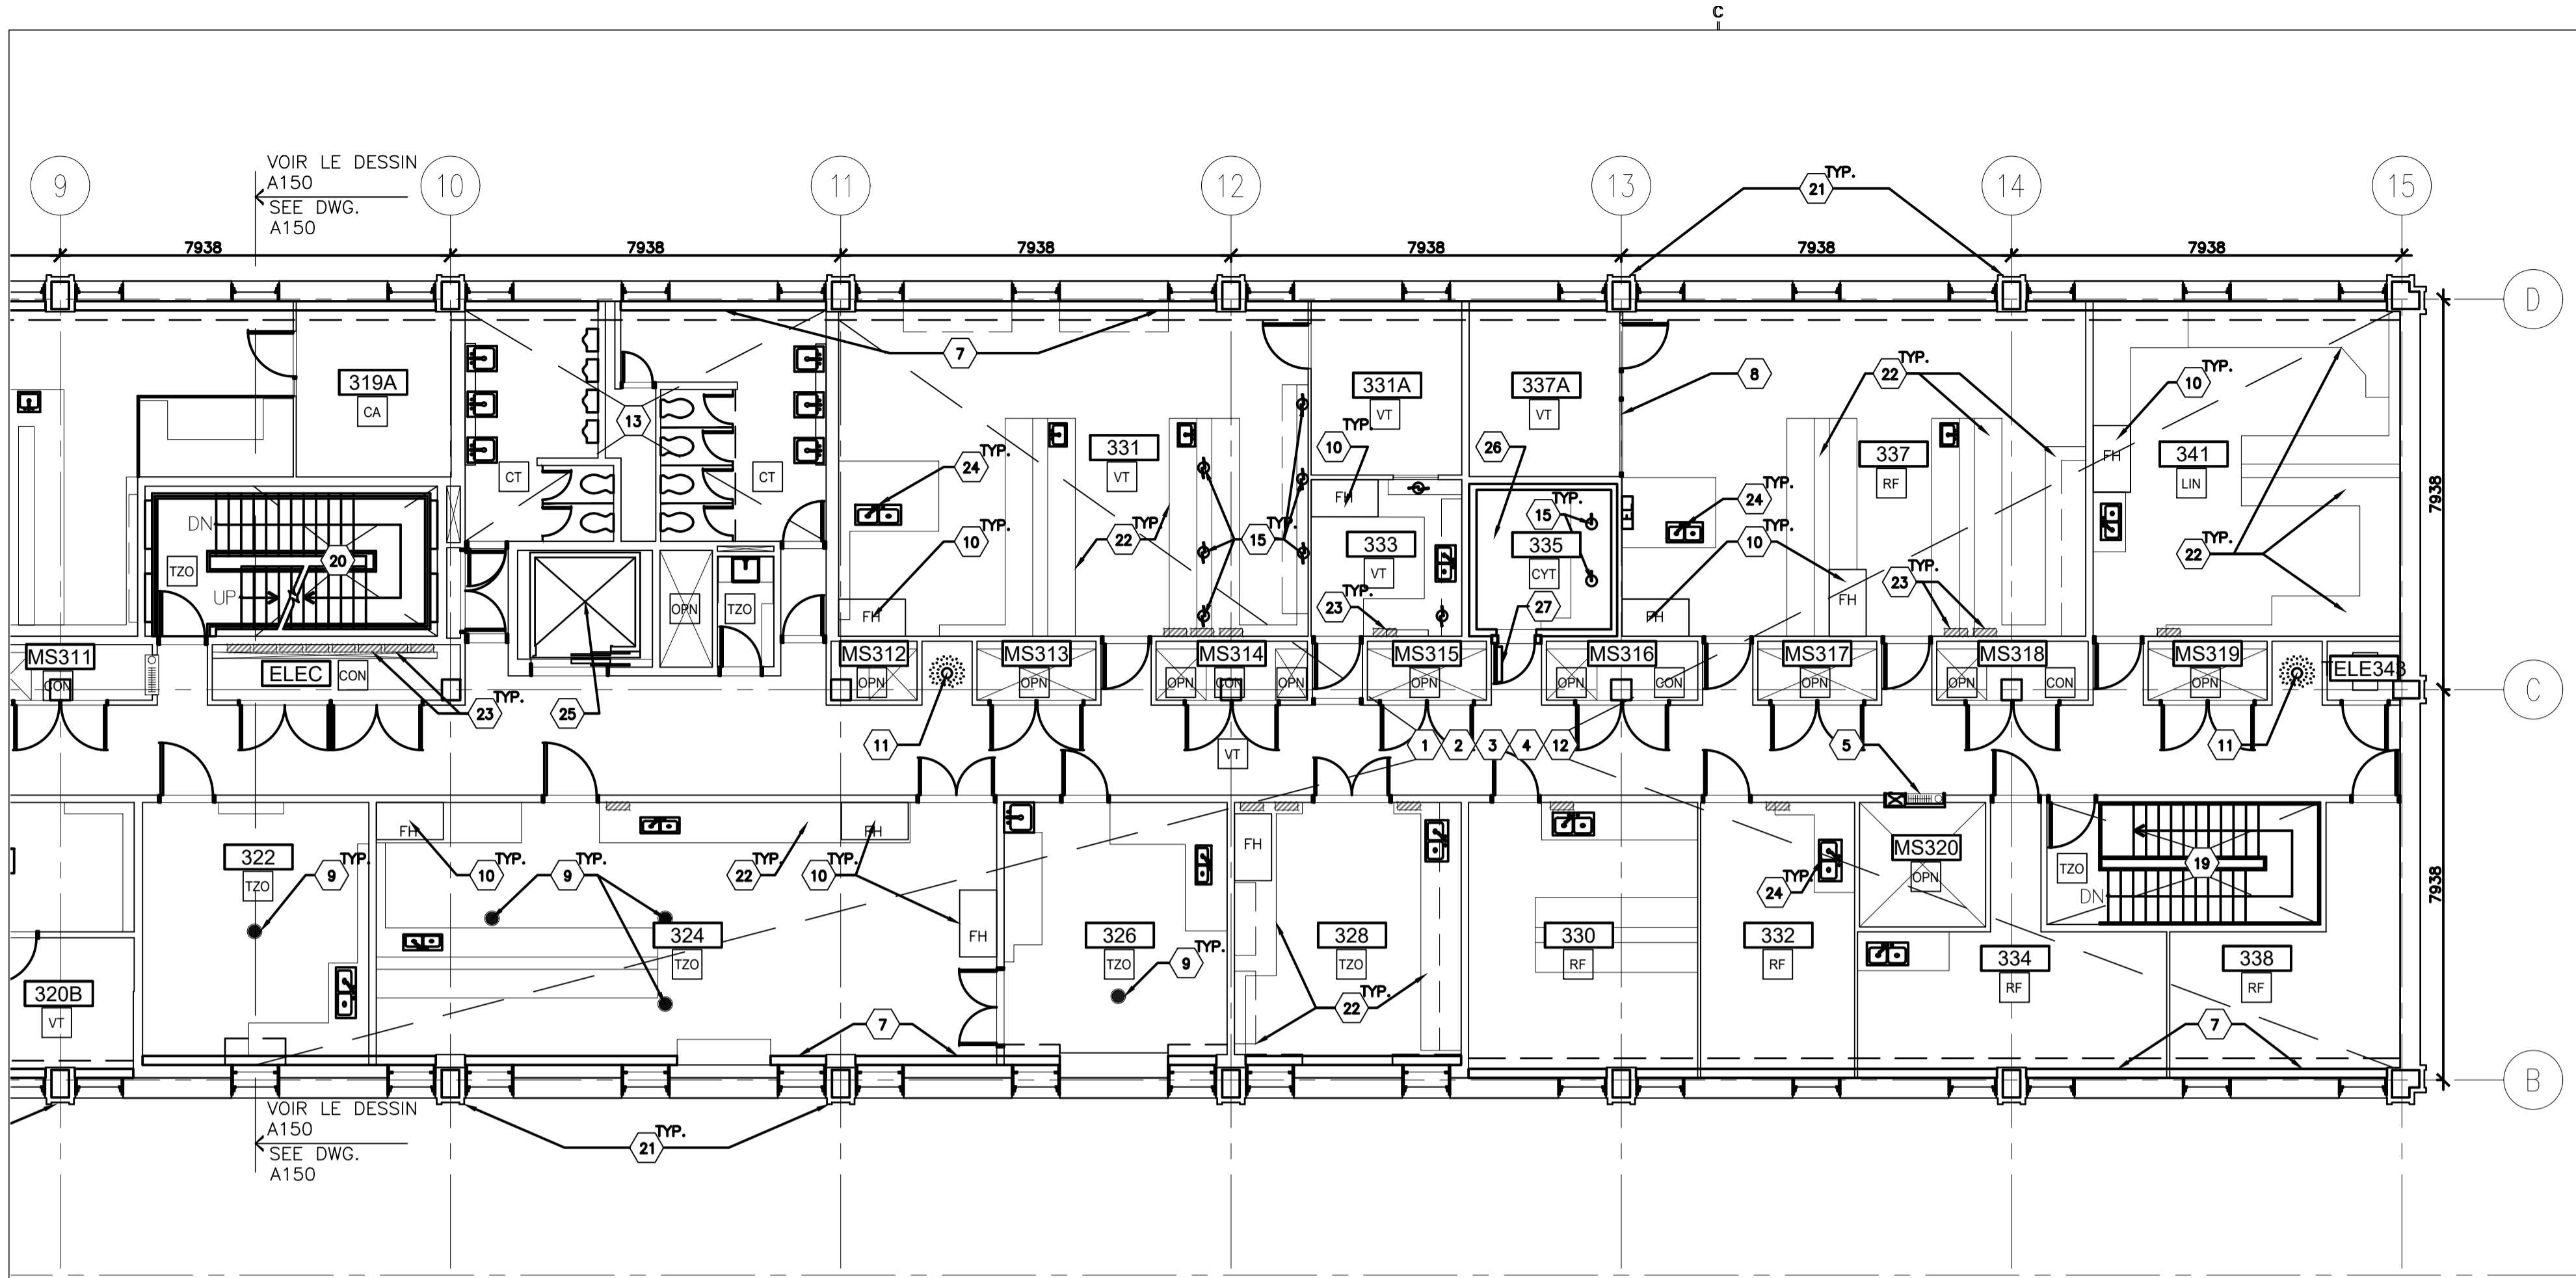 C
VOIR LE DESSIN
A150
SEE DWG.
A150
9
10
11
12
13
14
15
TYP.
21
7938
7938
7938
7938
7938
7938
D
319A
CA
13
CT
CT
7
331
VT
TYP.
24
TYP.
10
TYP.
22
TYP.
15
331A
VT
TYP.
10
FH
333
VT
TYP.
23
337A
VT
26
TYP.
15
335
CYT
27
8
TYP.
22
337
RF
TYP.
24
TYP.
10
TYP.
23
FH
FH
FH
TYP.
10
FH
341
LIN
TYP.
22
7938
DN
UP
20
TZO
OPN
TZO
MS311
CON
ELEC
CON
TYP.
23
25
MS312
OPN
MS313
OPN
MS314
OPN
CON
OPN
MS315
OPN
MS316
OPN
CON
MS317
OPN
MS318
OPN
CON
MS319
OPN
TELE343
C
11
VT
1
2
3
4
12
5
11
322
TZO
TYP.
9
FH
TYP.
10
TYP.
9
TYP.
22
TYP.
10
FH
FH
324
TZO
326
TZO
TYP.
9
FH
328
TZO
TYP.
22
330
RF
332
RF
TYP.
24
MS320
OPN
334
RF
TZO
DN
19
338
RF
7938
320B
VT
7
7
B
VOIR LE DESSIN
A150
SEE DWG.
A150
TYP.
21